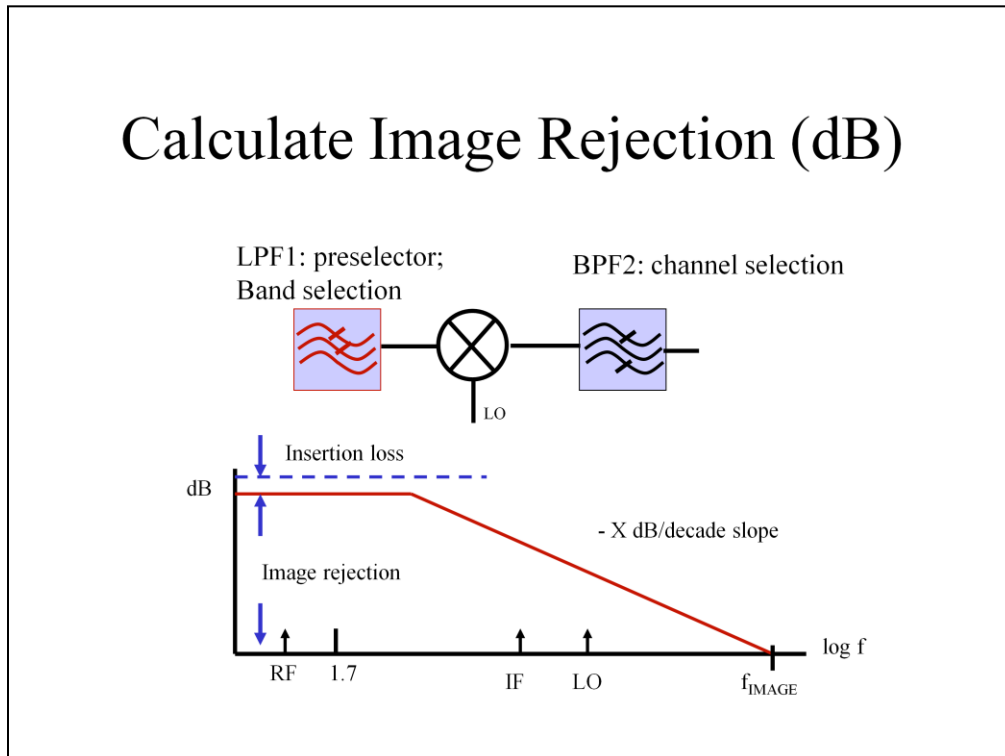 Calculate Image Rejection (dB)
LPF1: preselector;
Band selection
BPF2: channel selection
LO
Insertion loss
dB
- X dB/decade slope
Image rejection
log f
RF
1.7
IF
LO
fIMAGE